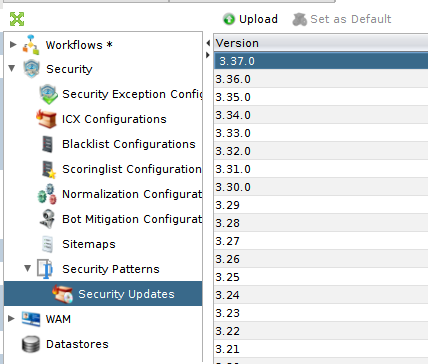 Upload Set as Default
Workflows *
Security
Security Exception Config
ICX Configurations
Blacklist Configurations
Scoringlist Configuration
Normalization Configurat
Bot Mitigation Configurat
Sitemaps
Security Patterns
Security Updates
WAM
Datastores
Version
3.37.0
3.36.0
3.35.0
3.34.0
3.33.0
3.32.0
3.31.0
3.30.0
3.29
3.28
3.27
3.26
3.25
3.24
3.23
3.22
3.21